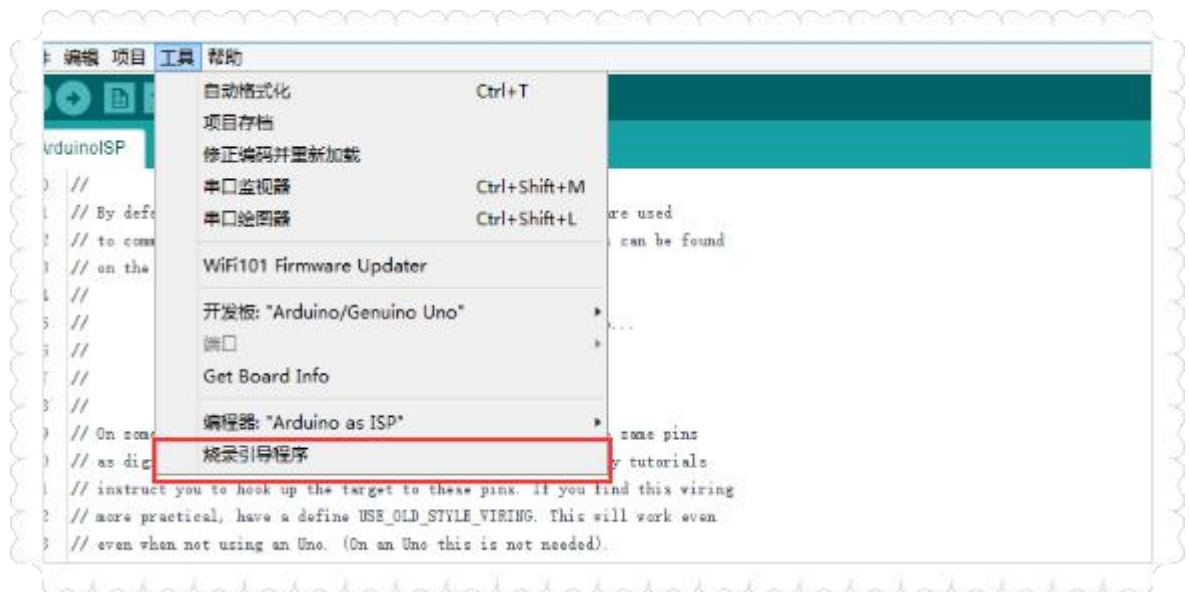 编辑 项目 工具 帮助
自动格式化 Ctrl+T
项目存档
ArduinoISP
修正编码并重新加载
// 串口监视器 Ctrl+Shift+M
// By defa 串口绘图器 Ctrl+Shift+L are used
// to comm can be found
// on the WiFi101 Firmware Updater
//
开发板: "Arduino/Genuino Uno"
// ...
// 端口
// Get Board Info
//
编程器: "Arduino as ISP"
// On some same pins
// as dig 烧录引导程序 y tutorials
// instruct you to hook up the target to these pins. If you find this wiring
// more practical, have a define USE_OLD_STYLE_WIRING. This will work even
// even when not using an Uno. (On an Uno this is not needed).